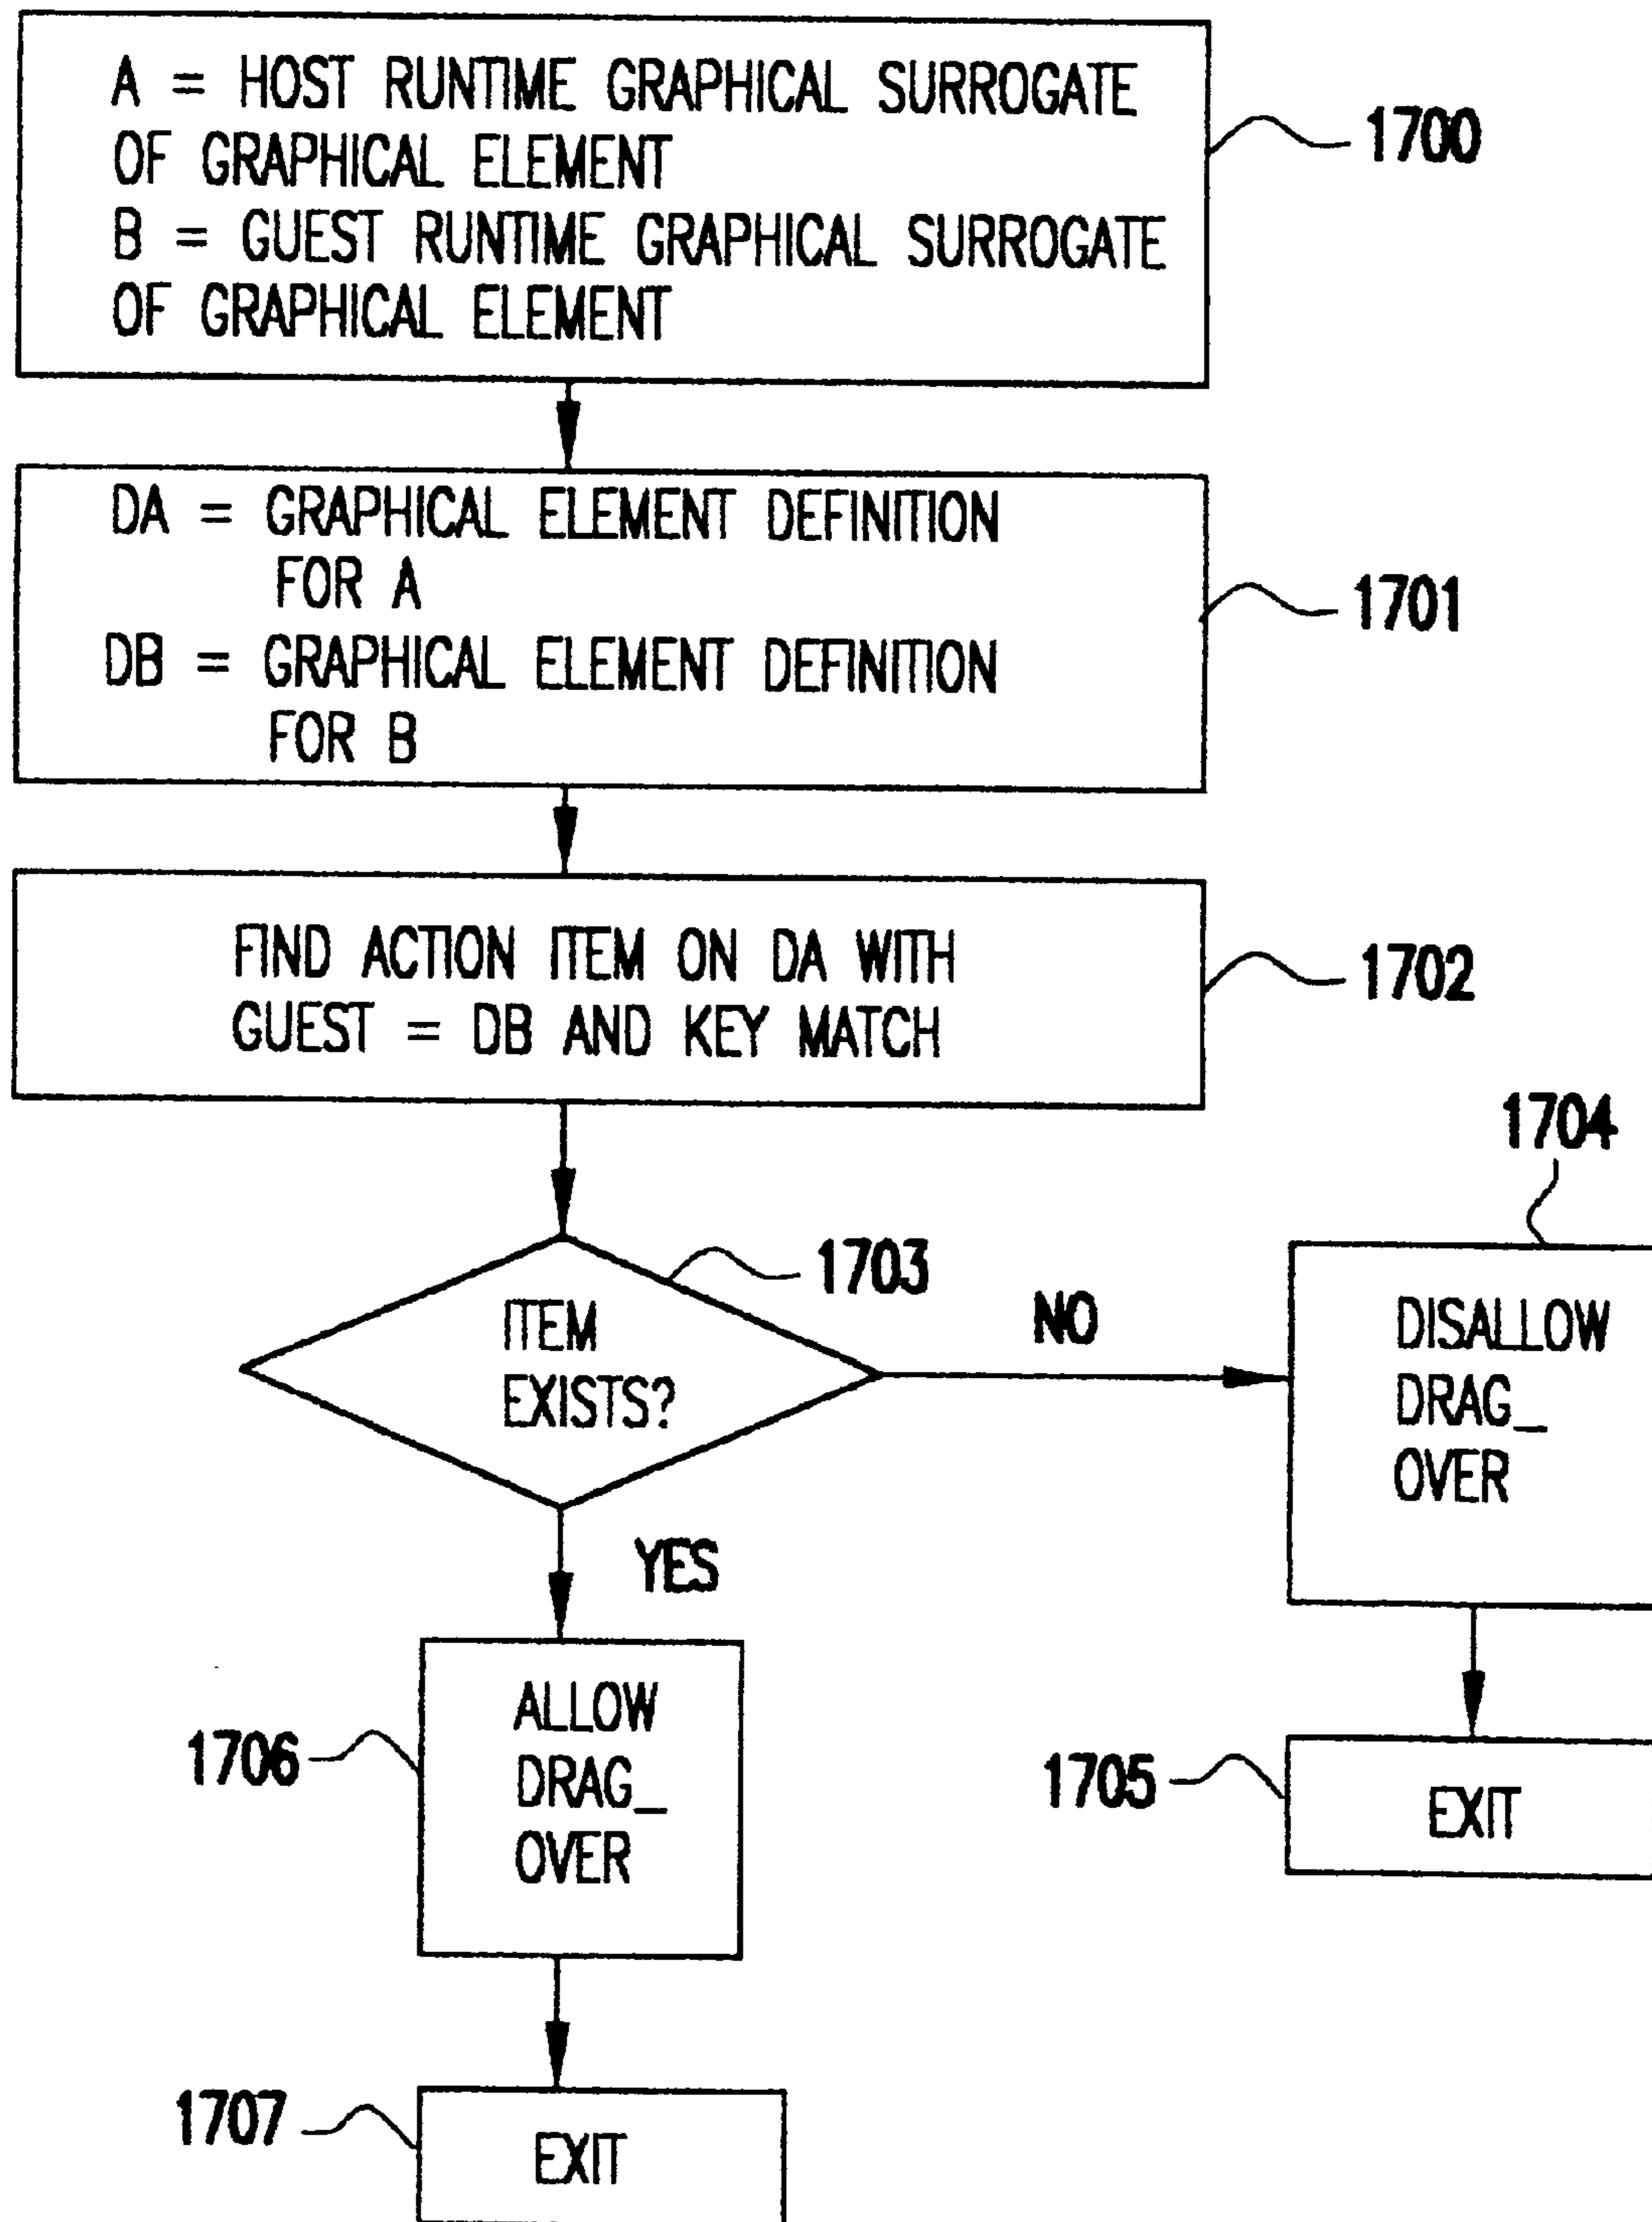 A = HOST RUNTIME GRAPHICAL SURROGATE
OF GRAPHICAL ELEMENT
B = GUEST RUNTIME GRAPHICAL SURROGATE
OF GRAPHICAL ELEMENT
1700
DA = GRAPHICAL ELEMENT DEFINITION
FOR A
DB = GRAPHICAL ELEMENT DEFINITION
FOR B
1701
FIND ACTION ITEM ON DA WITH
GUEST = DB AND KEY MATCH
1702
ITEM
EXISTS?
1703
NO
1704
DISALLOW
DRAG_
OVER
YES
1706
ALLOW
DRAG_
OVER
1705
EXIT
1707
EXIT